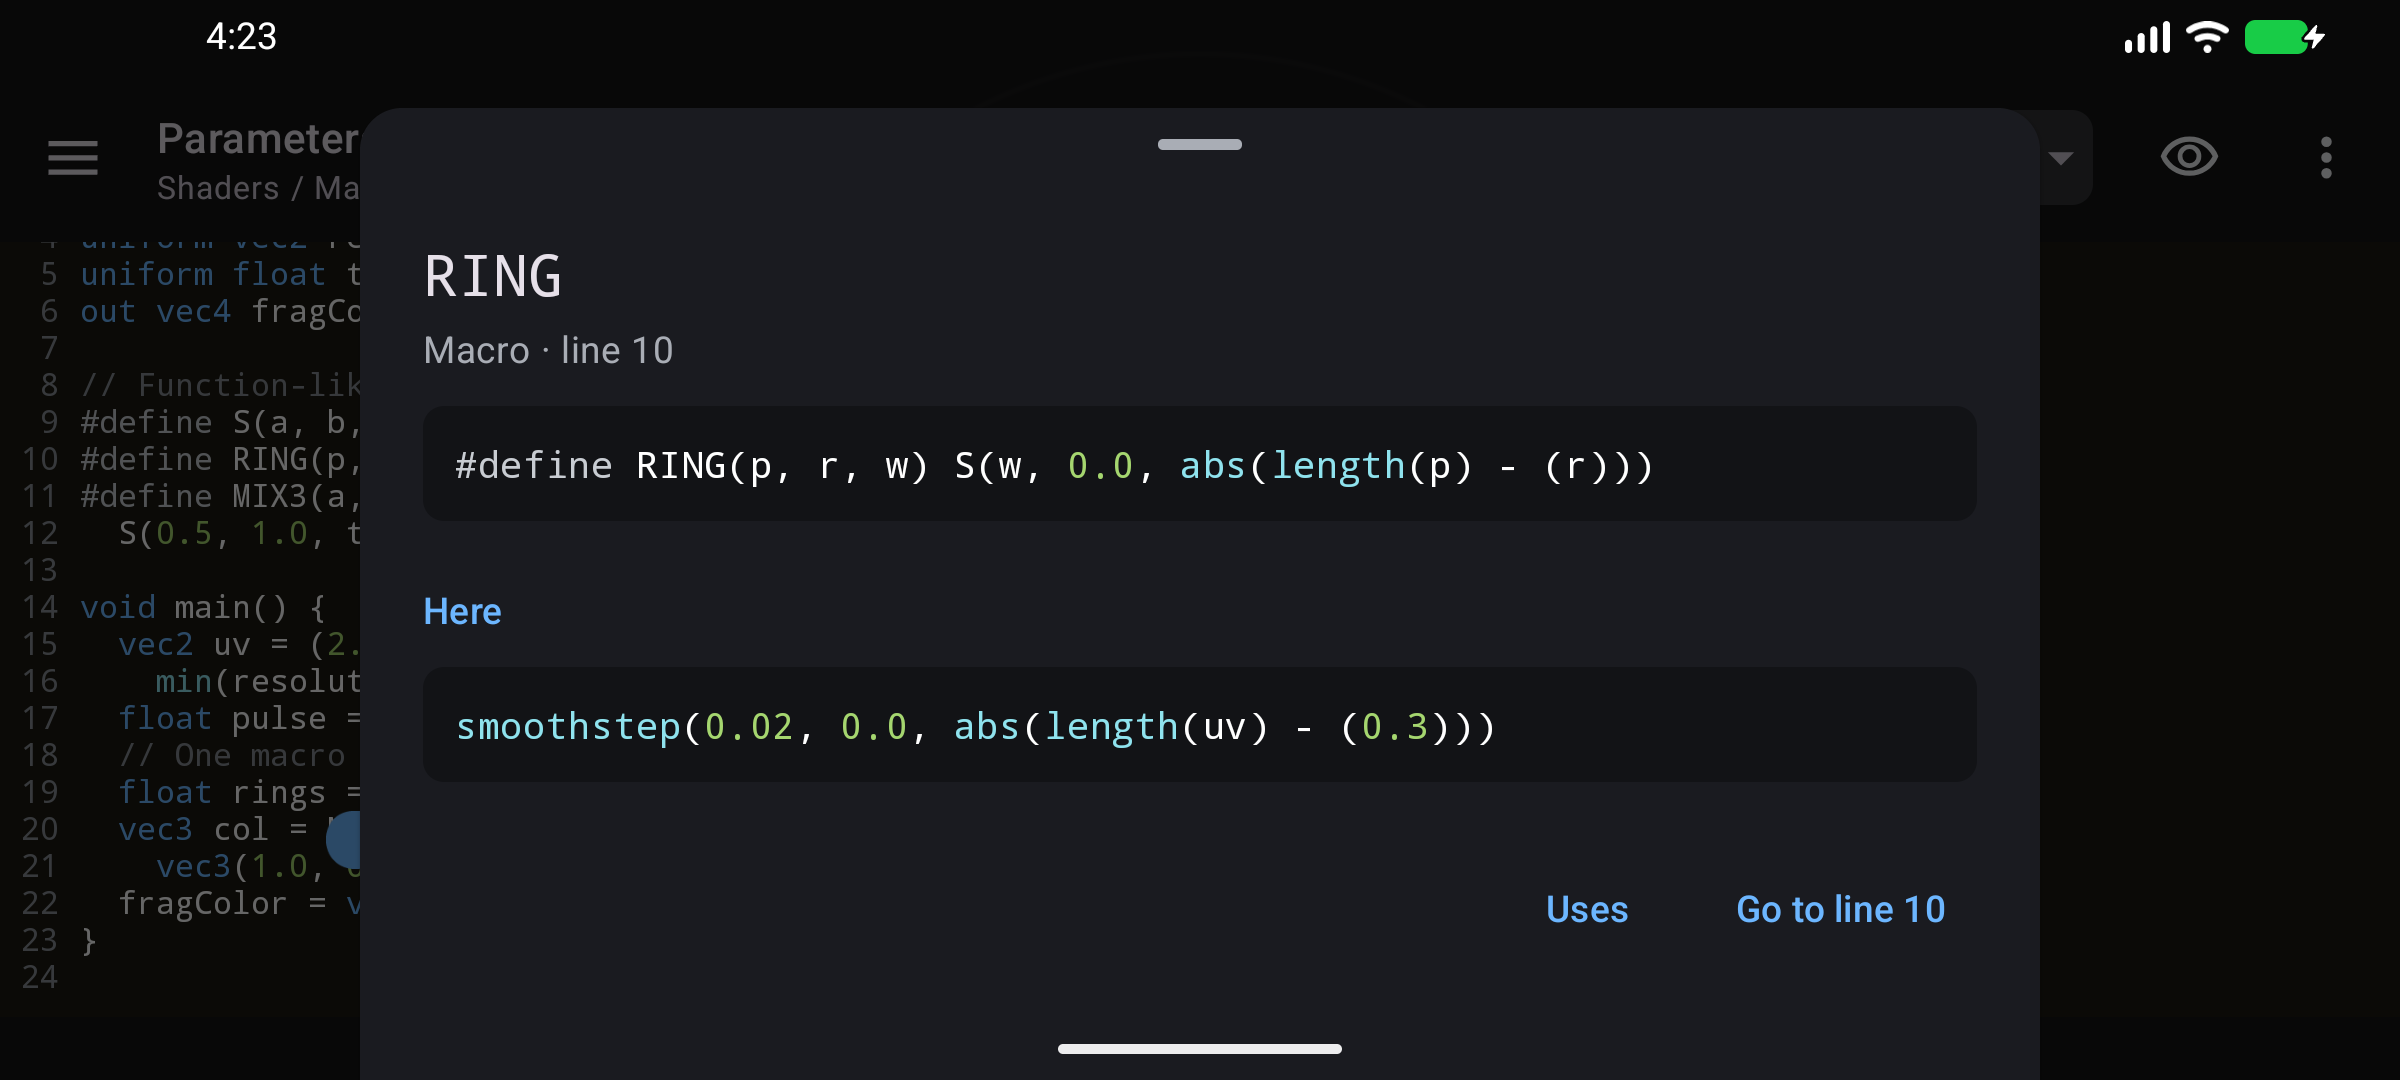 4:23
Parameter
Shaders / Ma
RING
Macro · line 10
#define RING(p, r, w) S(w, 0.0, abs(length(p) - (r)))
Here
smoothstep(0.02, 0.0, abs(length(uv) - (0.3)))
Uses
Go to line 10
4 uniform vec2 re
5 uniform float t
6 out vec4 fragCo
7
8 // Function-lik
9 #define S(a, b,
10 #define RING(p,
11 #define MIX3(a,
12 S(0.5, 1.0, t
13
14 void main() {
15 vec2 uv = (2.
16 min(resolut
17 float pulse =
18 // One macro
19 float rings =
20 vec3 col =
21 vec3(1.0,
22 fragColor = v
23 }
24